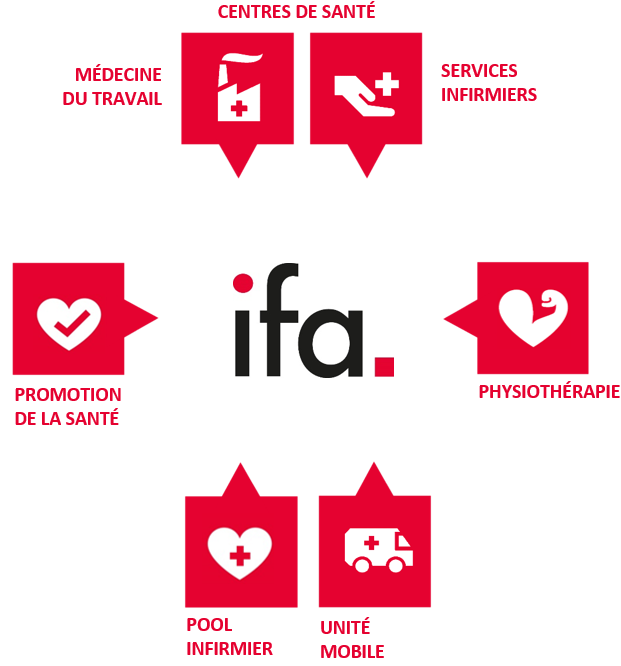 CENTRES DE SANTÉ
MÉDECINE
DU TRAVAIL
SERVICES
INFIRMIERS
ifa.
PROMOTION
DE LA SANTÉ
PHYSIOTHÉRAPIE
POOL
INFIRMIER
UNITÉ
MOBILE